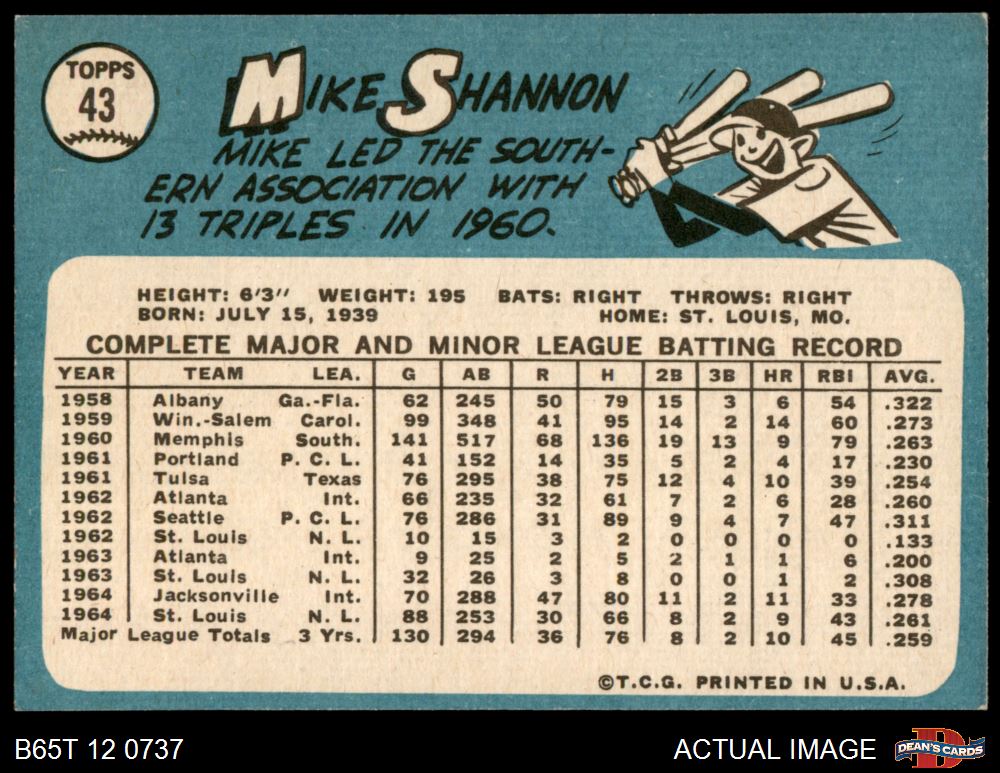 TOPPS
43
MIKE SHANNON
MIKE LED THE SOUTH-
ERN ASSOCIATION WITH
13 TRIPLES IN 1960.
HEIGHT: 6'3" WEIGHT: 195 BATS: RIGHT THROWS: RIGHT
BORN: JULY 15, 1939 HOME: ST. LOUIS, MO.
COMPLETE MAJOR AND MINOR LEAGUE BATTING RECORD
YEAR TEAM LEA. G AB R H 2B 3B HR RBI AVG.
1958 Albany Ga.-Fla. 62 245 50 79 15 3 6 54 .322
1959 Win.-Salem Carol. 99 348 41 95 14 2 14 60 .273
1960 Memphis South. 141 517 68 136 19 13 9 79 .263
1961 Portland P. C. L. 41 152 14 35 5 2 4 17 .230
1961 Tulsa Texas 76 295 38 75 12 4 10 39 .254
1962 Atlanta Int. 66 235 32 61 7 2 6 28 .260
1962 Seattle P. C. L. 76 286 31 89 9 4 7 47 .311
1962 St. Louis N. L. 10 15 3 2 0 0 0 0 .133
1963 Atlanta Int. 9 25 2 5 2 1 1 6 .200
1963 St. Louis N. L. 32 26 3 8 0 0 1 2 .308
1964 Jacksonville Int. 70 288 47 80 11 2 11 33 .278
1964 St. Louis N. L. 88 253 30 66 8 2 9 43 .261
Major League Totals 3 Yrs. 130 294 36 76 8 2 10 45 .259
©T.C.G. PRINTED IN U.S.A.
B65T 12 0737 ACTUAL IMAGE DEAN'S CARDS